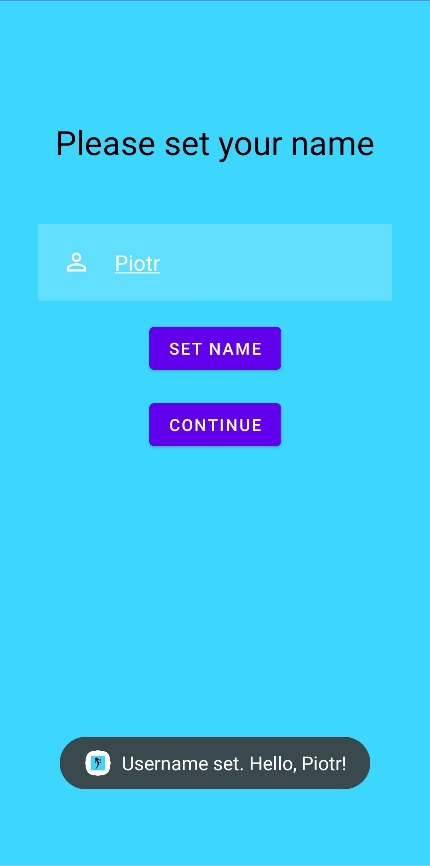 Please set your name
Piotr
SET NAME
CONTINUE
Username set. Hello, Piotr!